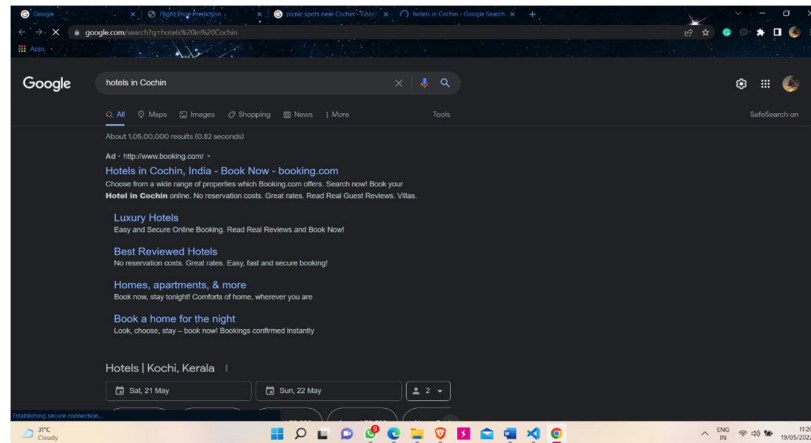 Google
Flight Price Prediction
picnic spots near Cochin - Goog
hotels in Cochin - Google Search
google.com/search?q=hotels%20in%20Cochin
Apps
Google
hotels in Cochin
All Maps Images Shopping News More Tools SafeSearch on
About 1,05,00,000 results (0.82 seconds)
Ad · http://www.booking.com/
Hotels in Cochin, India - Book Now - booking.com
Choose from a wide range of properties which Booking.com offers. Search now! Book your
Hotel in Cochin online. No reservation costs. Great rates. Read Real Guest Reviews. Villas.
Luxury Hotels
Easy and Secure Online Booking. Read Real Reviews and Book Now!
Best Reviewed Hotels
No reservation costs. Great rates. Easy, fast and secure booking!
Homes, apartments, & more
Book now, stay tonight! Comforts of home, wherever you are
Book a home for the night
Look, choose, stay – book now! Bookings confirmed instantly
Hotels | Kochi, Kerala
Sat, 21 May Sun, 22 May 2
Establishing secure connection...
31°C
Cloudy
ENG
IN
19/05/202